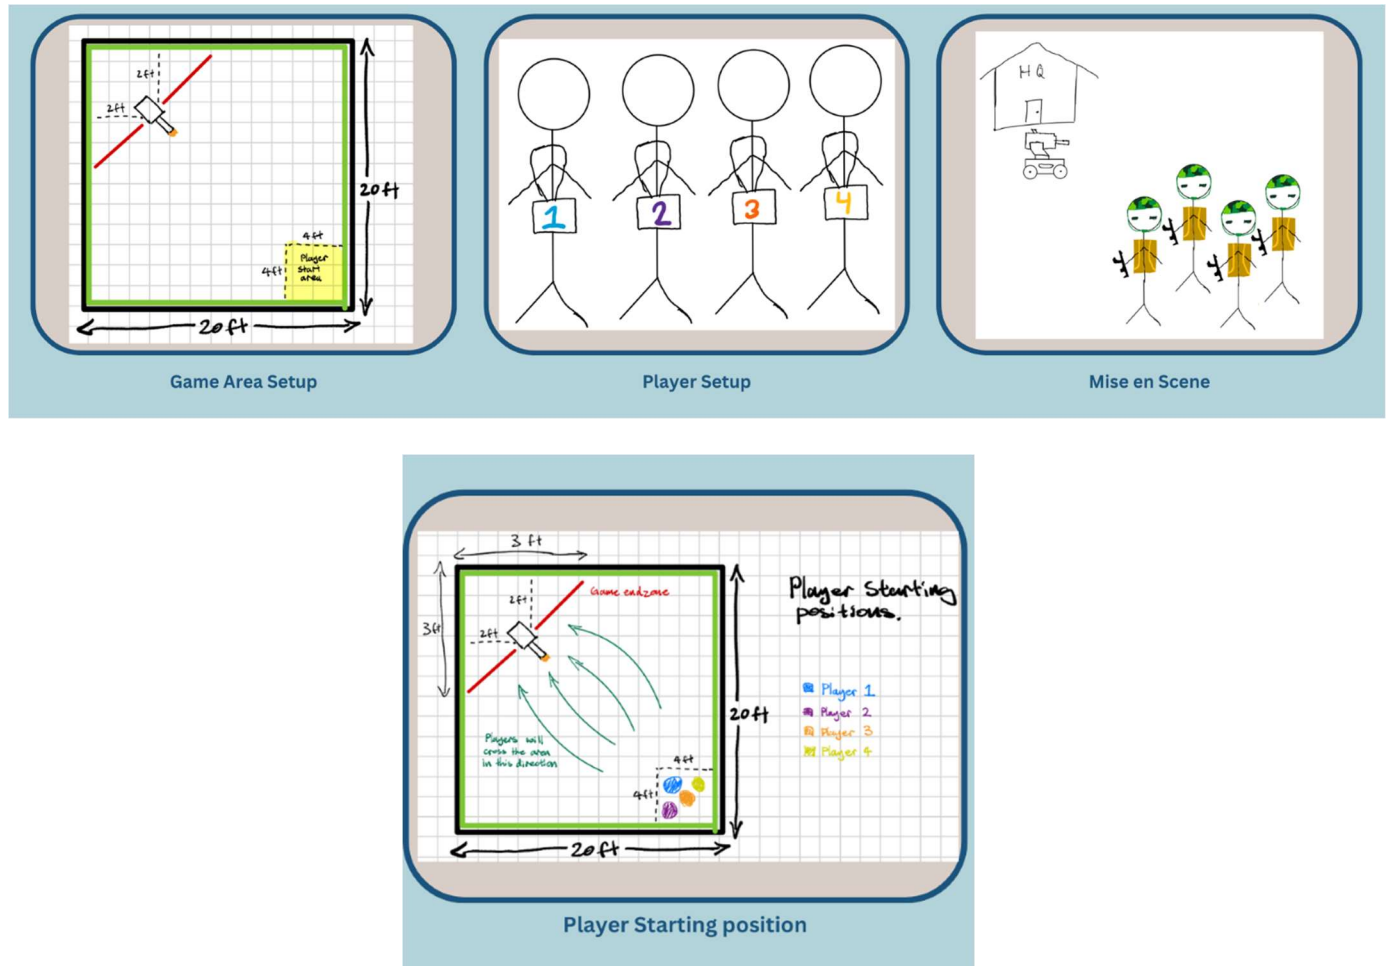 2ft
2ft
20ft
4ft
4ft
Player
start
area
20ft
Game Area Setup
1
2
3
4
Player Setup
HQ
Mise en Scene
3 ft
3ft
2ft
2ft
Game endzone
Players will
cross the area
in this direction
4ft
4ft
20ft
20ft
Player Starting
positions.
Player 1
Player 2
Player 3
Player 4
Player Starting position